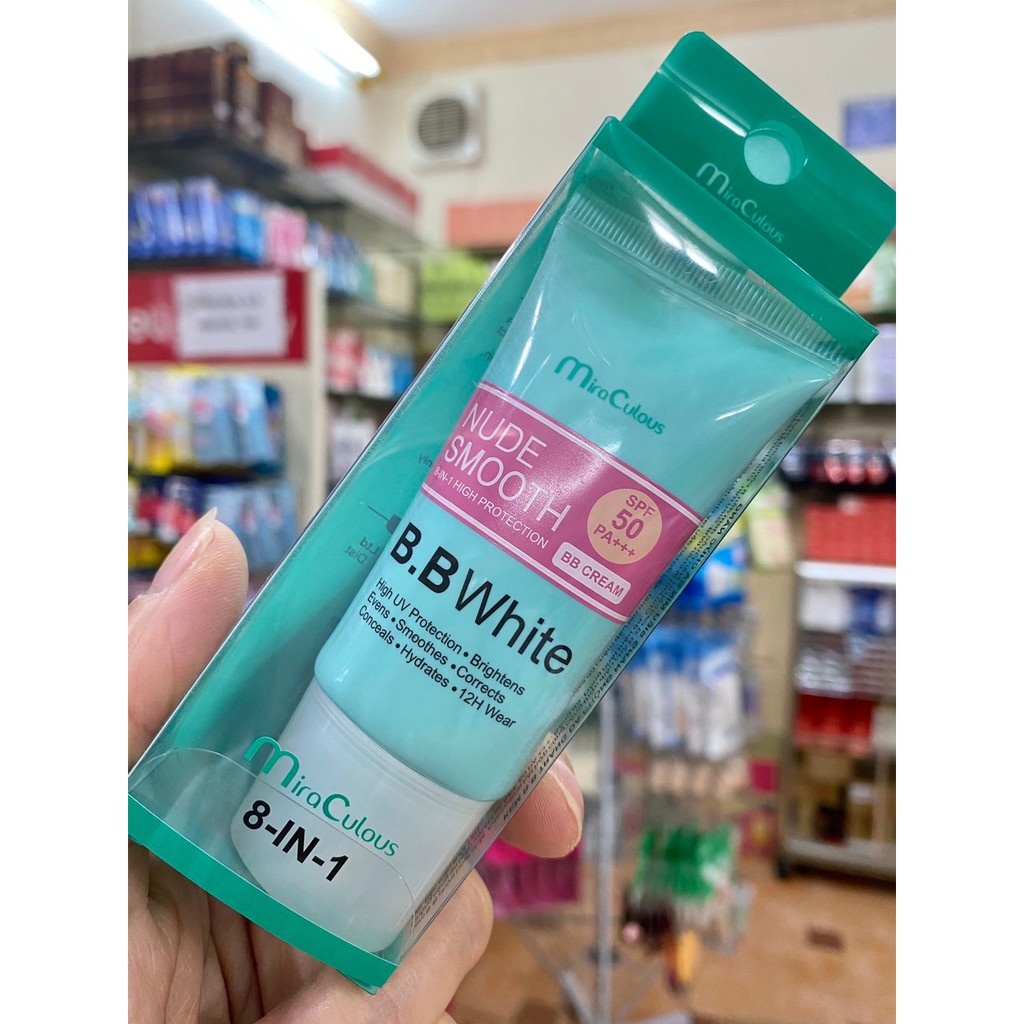 miraCulous
miraCulous
NUDE
SMOOTH
8-IN-1 HIGH PROTECTION
SPF
50
PA+++
BB CREAM
B.B White
High UV Protection • Brightens
Evens • Smoothes • Corrects
Conceals • Hydrates • 12H Wear
miraCulous
8-IN-1